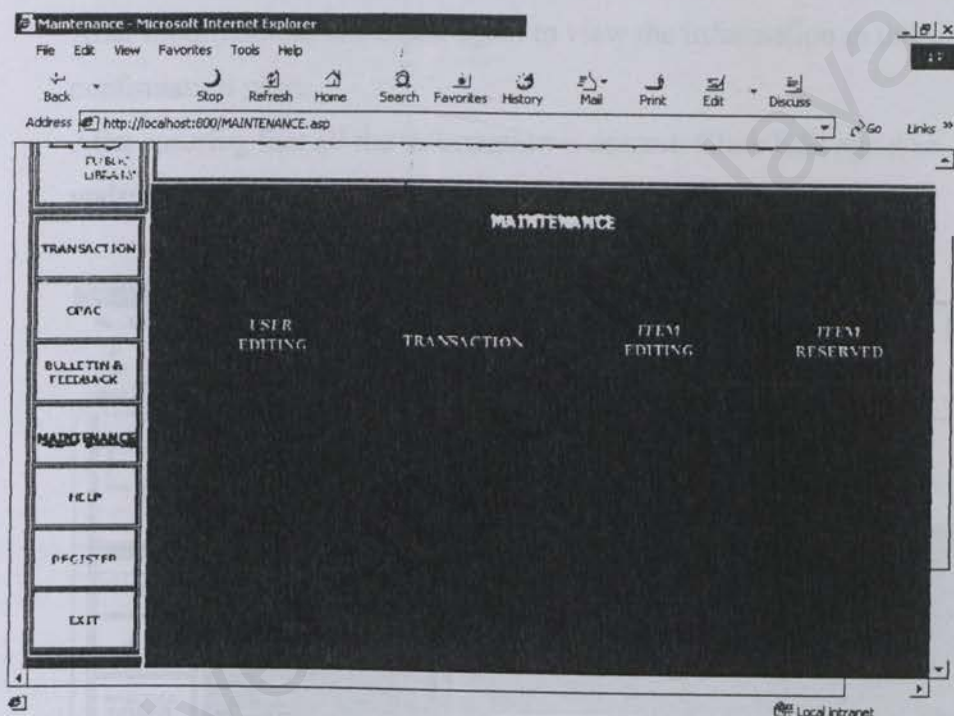 Maintenance - Microsoft Internet Explorer
File Edit View Favorites Tools Help
Back Stop Refresh Home Search Favorites History Mail Print Edit Discuss
Address http://localhost:800/MAINTENANCE.asp Go Links »
PUBLIC
LIBRARY
MAINTENANCE
TRANSACTION
OPAC
BULLETIN &
FEEDBACK
MAINTENANCE
HELP
REGISTER
EXIT
USER
EDITING
TRANSACTION
ITEM
EDITING
ITEM
RESERVED
Local intranet